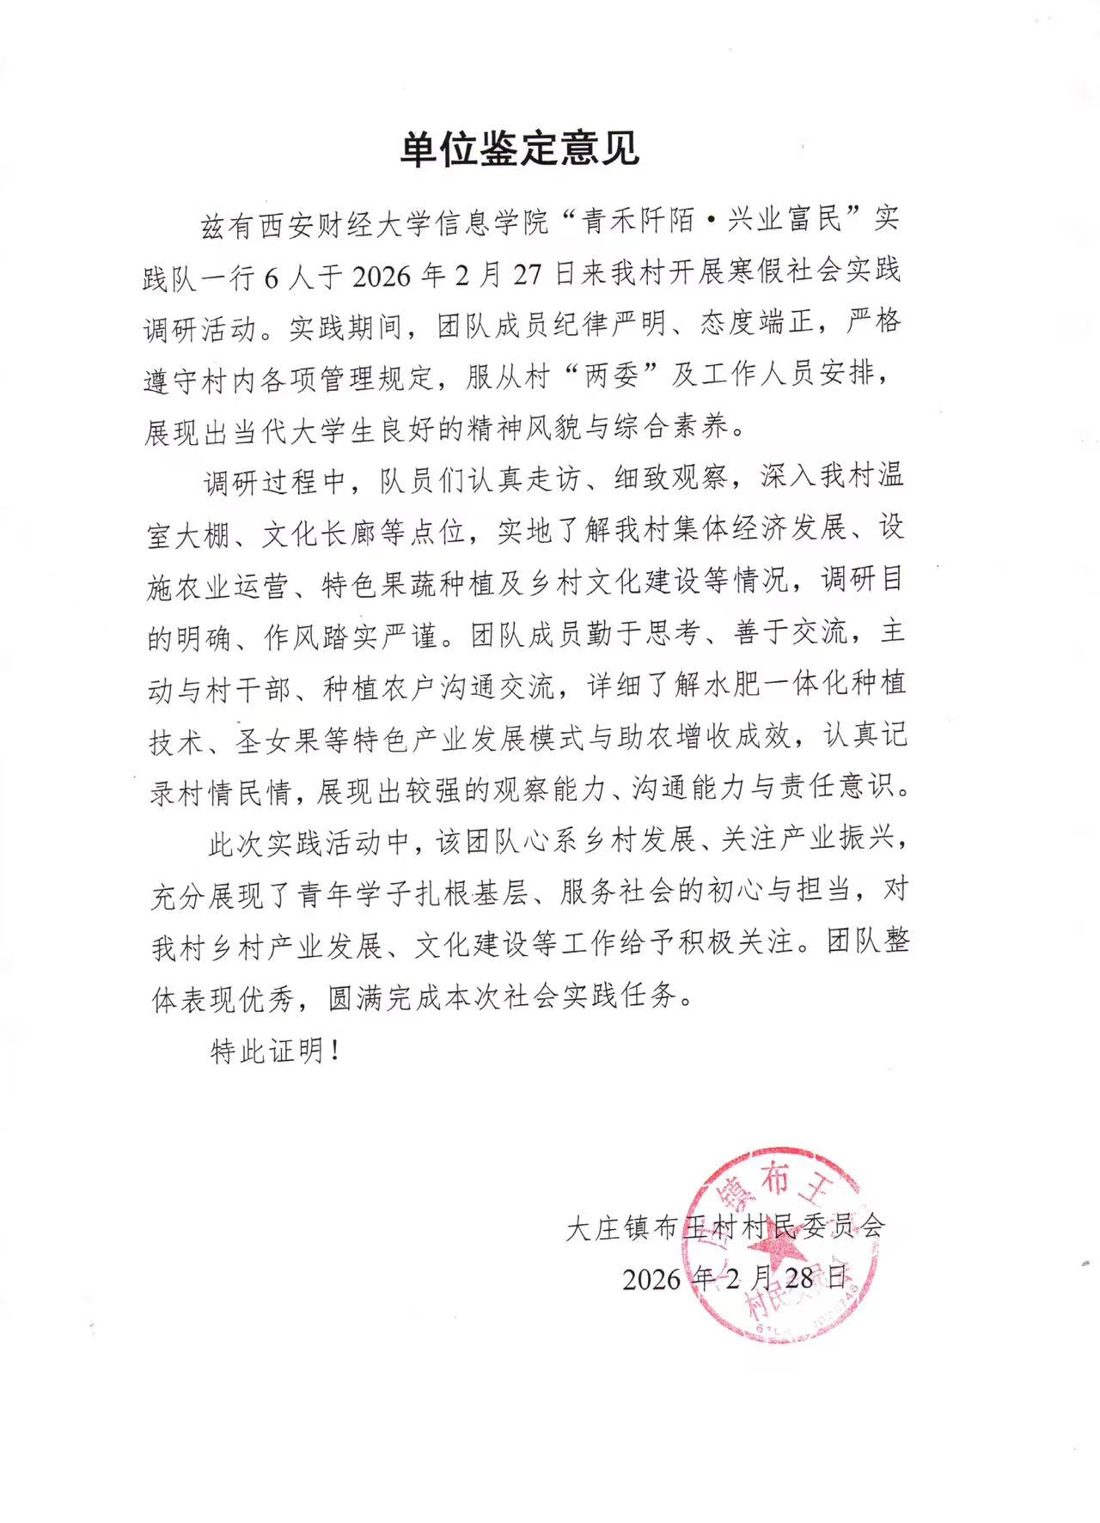 单位鉴定意见
兹有西安财经大学信息学院“青禾阡陌·兴业富民”实
践队一行6人于2026年2月27日来我村开展寒假社会实践
调研活动。实践期间，团队成员纪律严明、态度端正，严格
遵守村内各项管理规定，服从村“两委”及工作人员安排，
展现出当代大学生良好的精神风貌与综合素养。
调研过程中，队员们认真走访、细致观察，深入我村温
室大棚、文化长廊等点位，实地了解我村集体经济发展、设
施农业运营、特色果蔬种植及乡村文化建设等情况，调研目
的明确、作风踏实严谨。团队成员勤于思考、善于交流，主
动与村干部、种植农户沟通交流，详细了解水肥一体化种植
技术、圣女果等特色产业发展模式与助农增收成效，认真记
录村情民情，展现出较强的观察能力、沟通能力与责任意识。
此次实践活动中，该团队心系乡村发展、关注产业振兴，
充分展现了青年学子扎根基层、服务社会的初心与担当，对
我村乡村产业发展、文化建设等工作给予积极关注。团队整
体表现优秀，圆满完成本次社会实践任务。
特此证明！
大庄镇布王村村民委员会
2026年2月28日
大庄镇布王村
村民委员会